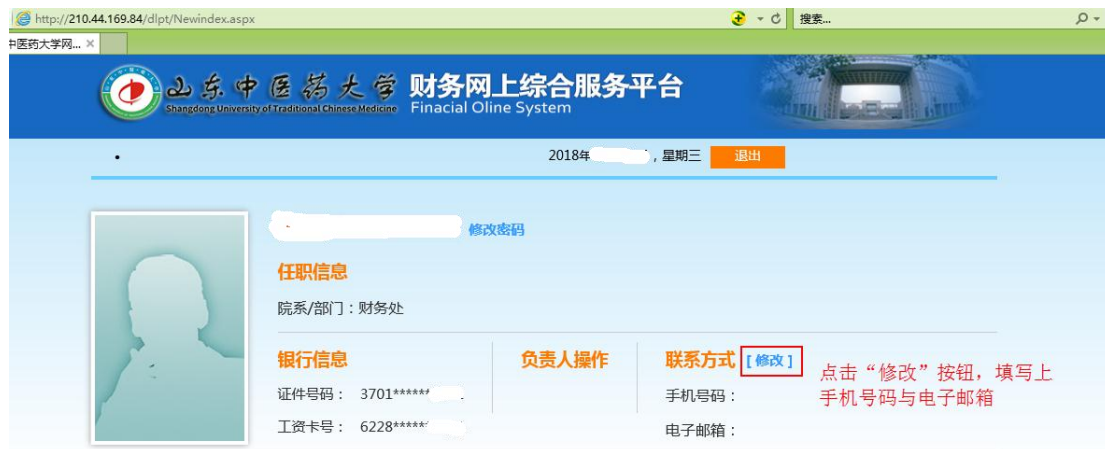 http://210.44.169.84/dlpt/Newindex.aspx
搜索...
中医药大学网... ×
山东中医药大学 财务网上综合服务平台
Shangdong University of Traditional Chinese Medicine Finacial Oline System
2018年 ，星期三 退出
修改密码
任职信息
院系/部门：财务处
银行信息 负责人操作 联系方式 [ 修改 ]
证件号码： 3701******
手机号码：
工资卡号： 6228*****
电子邮箱：
点击“修改”按钮，填写上
手机号码与电子邮箱